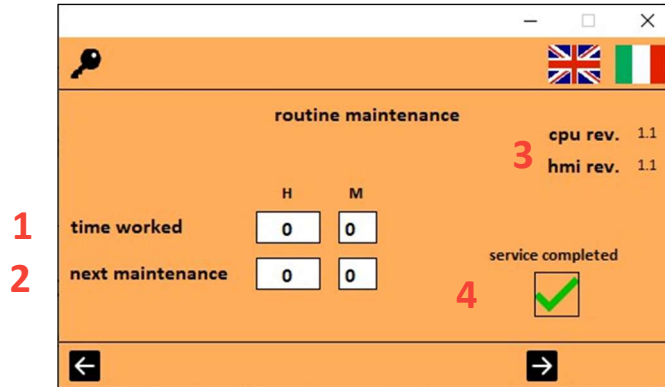 routine maintenance
cpu rev. 1.1
3
hmi rev. 1.1
H M
1 time worked 0 0
2 next maintenance 0 0
service completed
4